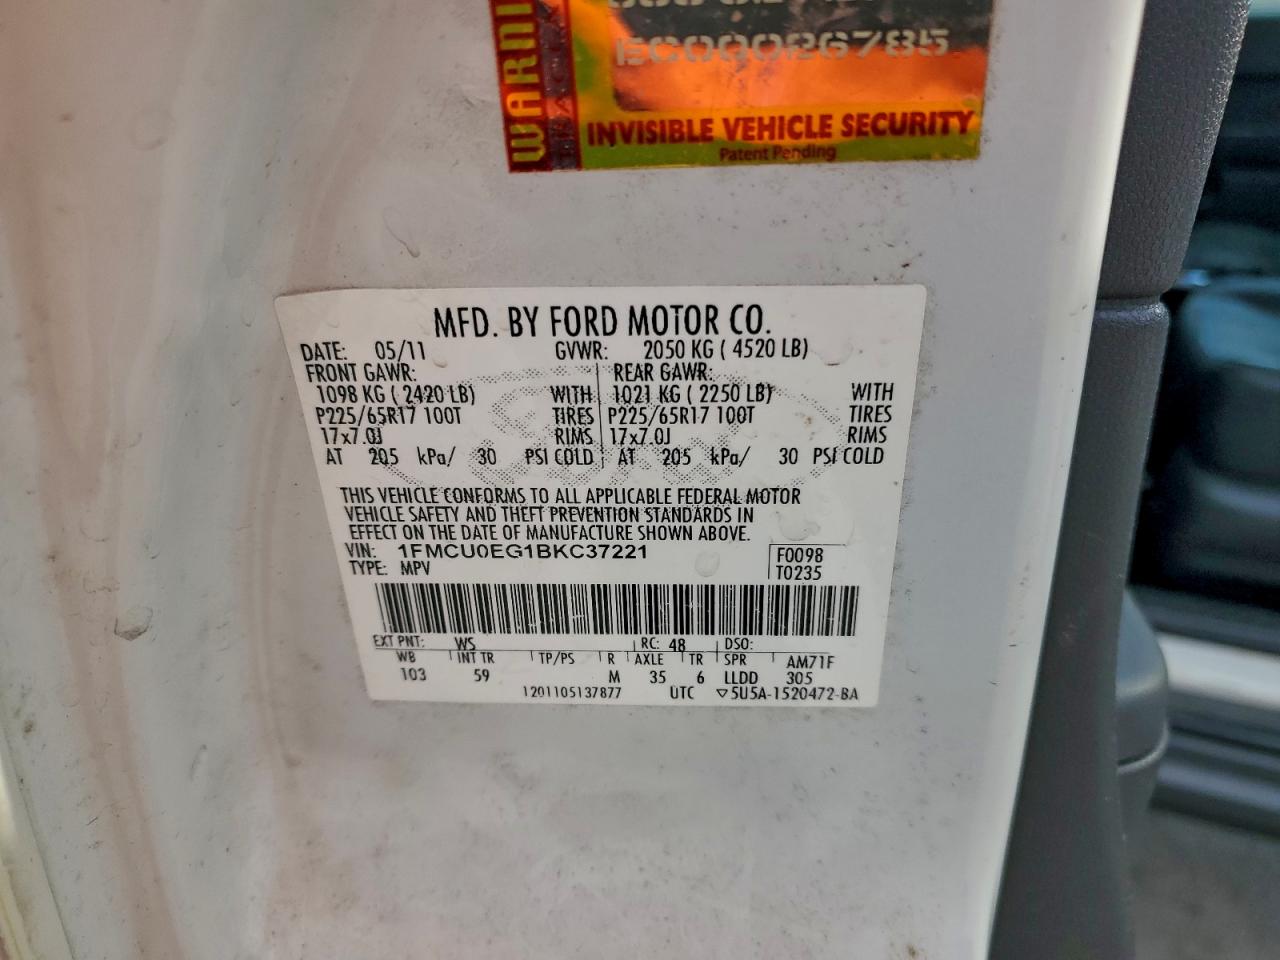 WARNI
EC00026785
INVISIBLE VEHICLE SECURITY
Patent Pending
MFD. BY FORD MOTOR CO.
DATE: 05/11 GVWR: 2050 KG ( 4520 LB)
FRONT GAWR: REAR GAWR:
1098 KG ( 2420 LB) WITH 1021 KG ( 2250 LB) WITH
P225/65R17 100T TIRES P225/65R17 100T TIRES
17x7.0J RIMS 17x7.0J RIMS
AT 205 kPa/ 30 PSI COLD AT 205 kPa/ 30 PSI COLD
THIS VEHICLE CONFORMS TO ALL APPLICABLE FEDERAL MOTOR
VEHICLE SAFETY AND THEFT PREVENTION STANDARDS IN
EFFECT ON THE DATE OF MANUFACTURE SHOWN ABOVE.
VIN: 1FMCU0EG1BKC37221 F0098
TYPE: MPV T0235
EXT PNT: WS RC: 48 DSO:
WB INT TR TP/PS R AXLE TR SPR AM71F
103 59 M 35 6 LLDD 305
1201105137877 UTC ▽5U5A-1520472-BA